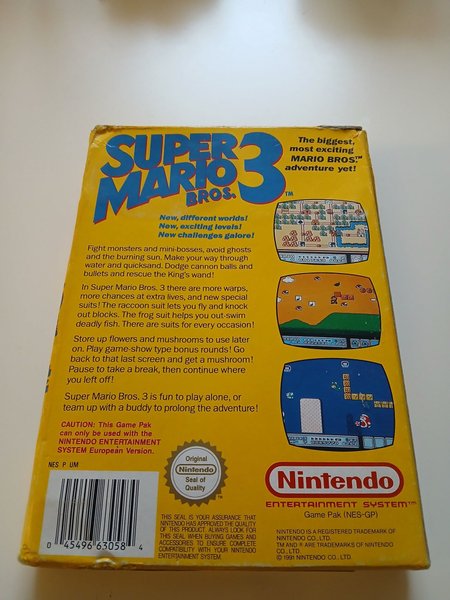 SUPER
MARIO
BROS. 3 ™
The biggest,
most exciting
MARIO BROS.™
adventure yet!
New, different worlds!
New, exciting levels!
New challenges galore!
Fight monsters and mini-bosses, avoid ghosts
and the burning sun. Make your way through
water and quicksand. Dodge cannon balls and
bullets and rescue the King's wand!
In Super Mario Bros. 3 there are more warps,
more chances at extra lives, and new special
suits! The raccoon suit lets you fly and knock
out blocks. The frog suit helps you out-swim
deadly fish. There are suits for every occasion!
Store up flowers and mushrooms to use later
on. Play game-show type bonus rounds! Go
back to that last screen and get a mushroom!
Pause to take a break, then continue where
you left off!
Super Mario Bros. 3 is fun to play alone, or
team up with a buddy to prolong the adventure!
CAUTION: This Game Pak
can only be used with the
NINTENDO ENTERTAINMENT
SYSTEM European Version.
NES P UM
D 45496 63058 4
Original
Nintendo
Seal of
Quality
™
THIS SEAL IS YOUR ASSURANCE THAT
NINTENDO HAS APPROVED THE QUALITY
OF THIS PRODUCT. ALWAYS LOOK FOR
THIS SEAL WHEN BUYING GAMES AND
ACCESSORIES TO ENSURE COMPLETE
COMPATIBILITY WITH YOUR NINTENDO
ENTERTAINMENT SYSTEM
Nintendo
ENTERTAINMENT SYSTEM™
Game Pak (NES-GP)
NINTENDO IS A REGISTERED TRADEMARK OF
NINTENDO CO., LTD.
TM AND ® ARE TRADEMARKS OF NINTENDO
CO., LTD.
© 1991 NINTENDO CO., LTD.